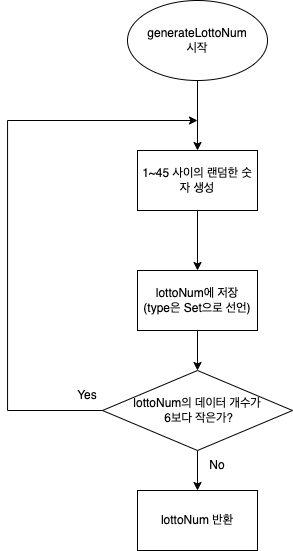 generateLottoNum
시작
1~45 사이의 랜덤한 숫
자 생성
lottoNum에 저장
(type은 Set으로 선언)
lottoNum의 데이터 개수가
6보다 작은가?
Yes
No
lottoNum 반환